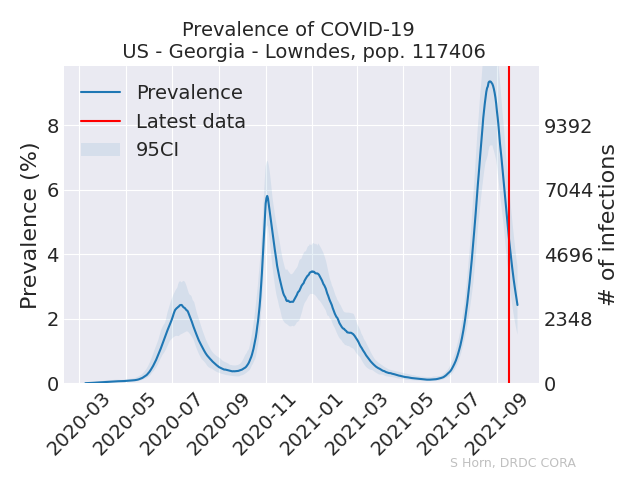 Prevalence of COVID-19
US - Georgia - Lowndes, pop. 117406
Prevalence
Latest data
95CI
Prevalence (%)
8
6
4
2
0
9392
7044
4696
2348
0
# of infections
2020-03
2020-05
2020-07
2020-09
2020-11
2021-01
2021-03
2021-05
2021-07
2021-09
S Horn, DRDC CORA